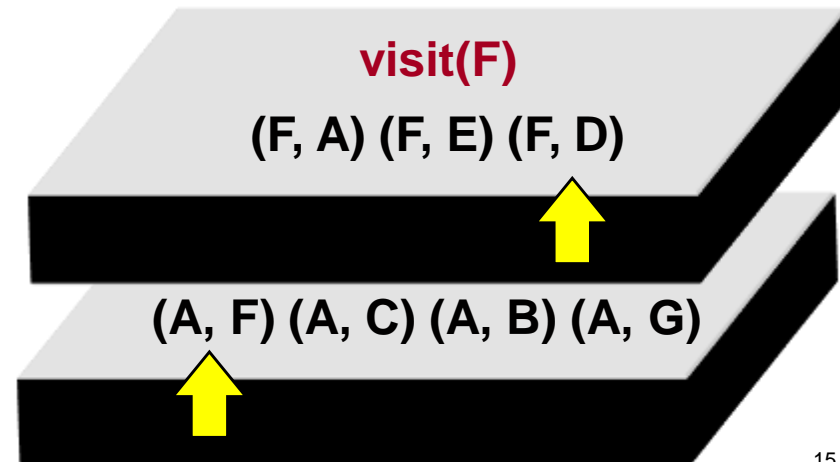 visit(F)
(F, A) (F, E) (F, D)
(A, F) (A, C) (A, B) (A, G)
15